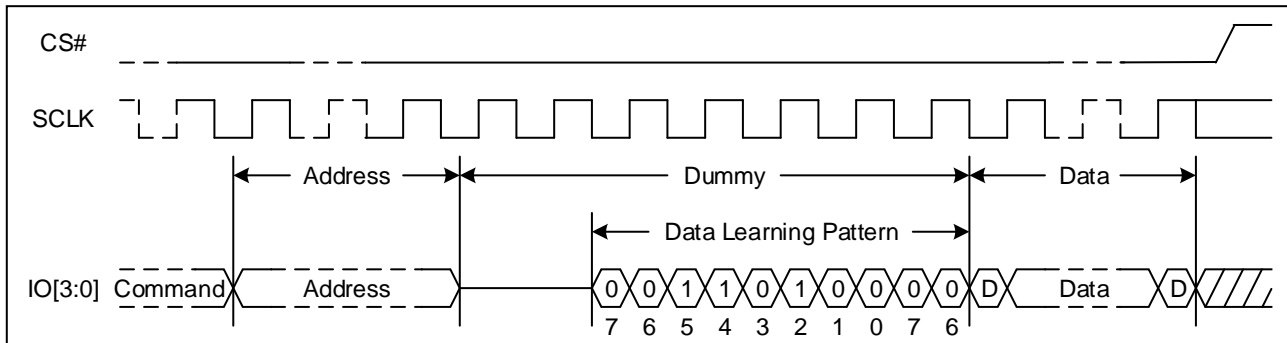 CS#
SCLK
Address Dummy Data
Data Learning Pattern
IO[3:0] Command Address 0 0 1 1 0 1 0 0 0 0 D Data D
7 6 5 4 3 2 1 0 7 6